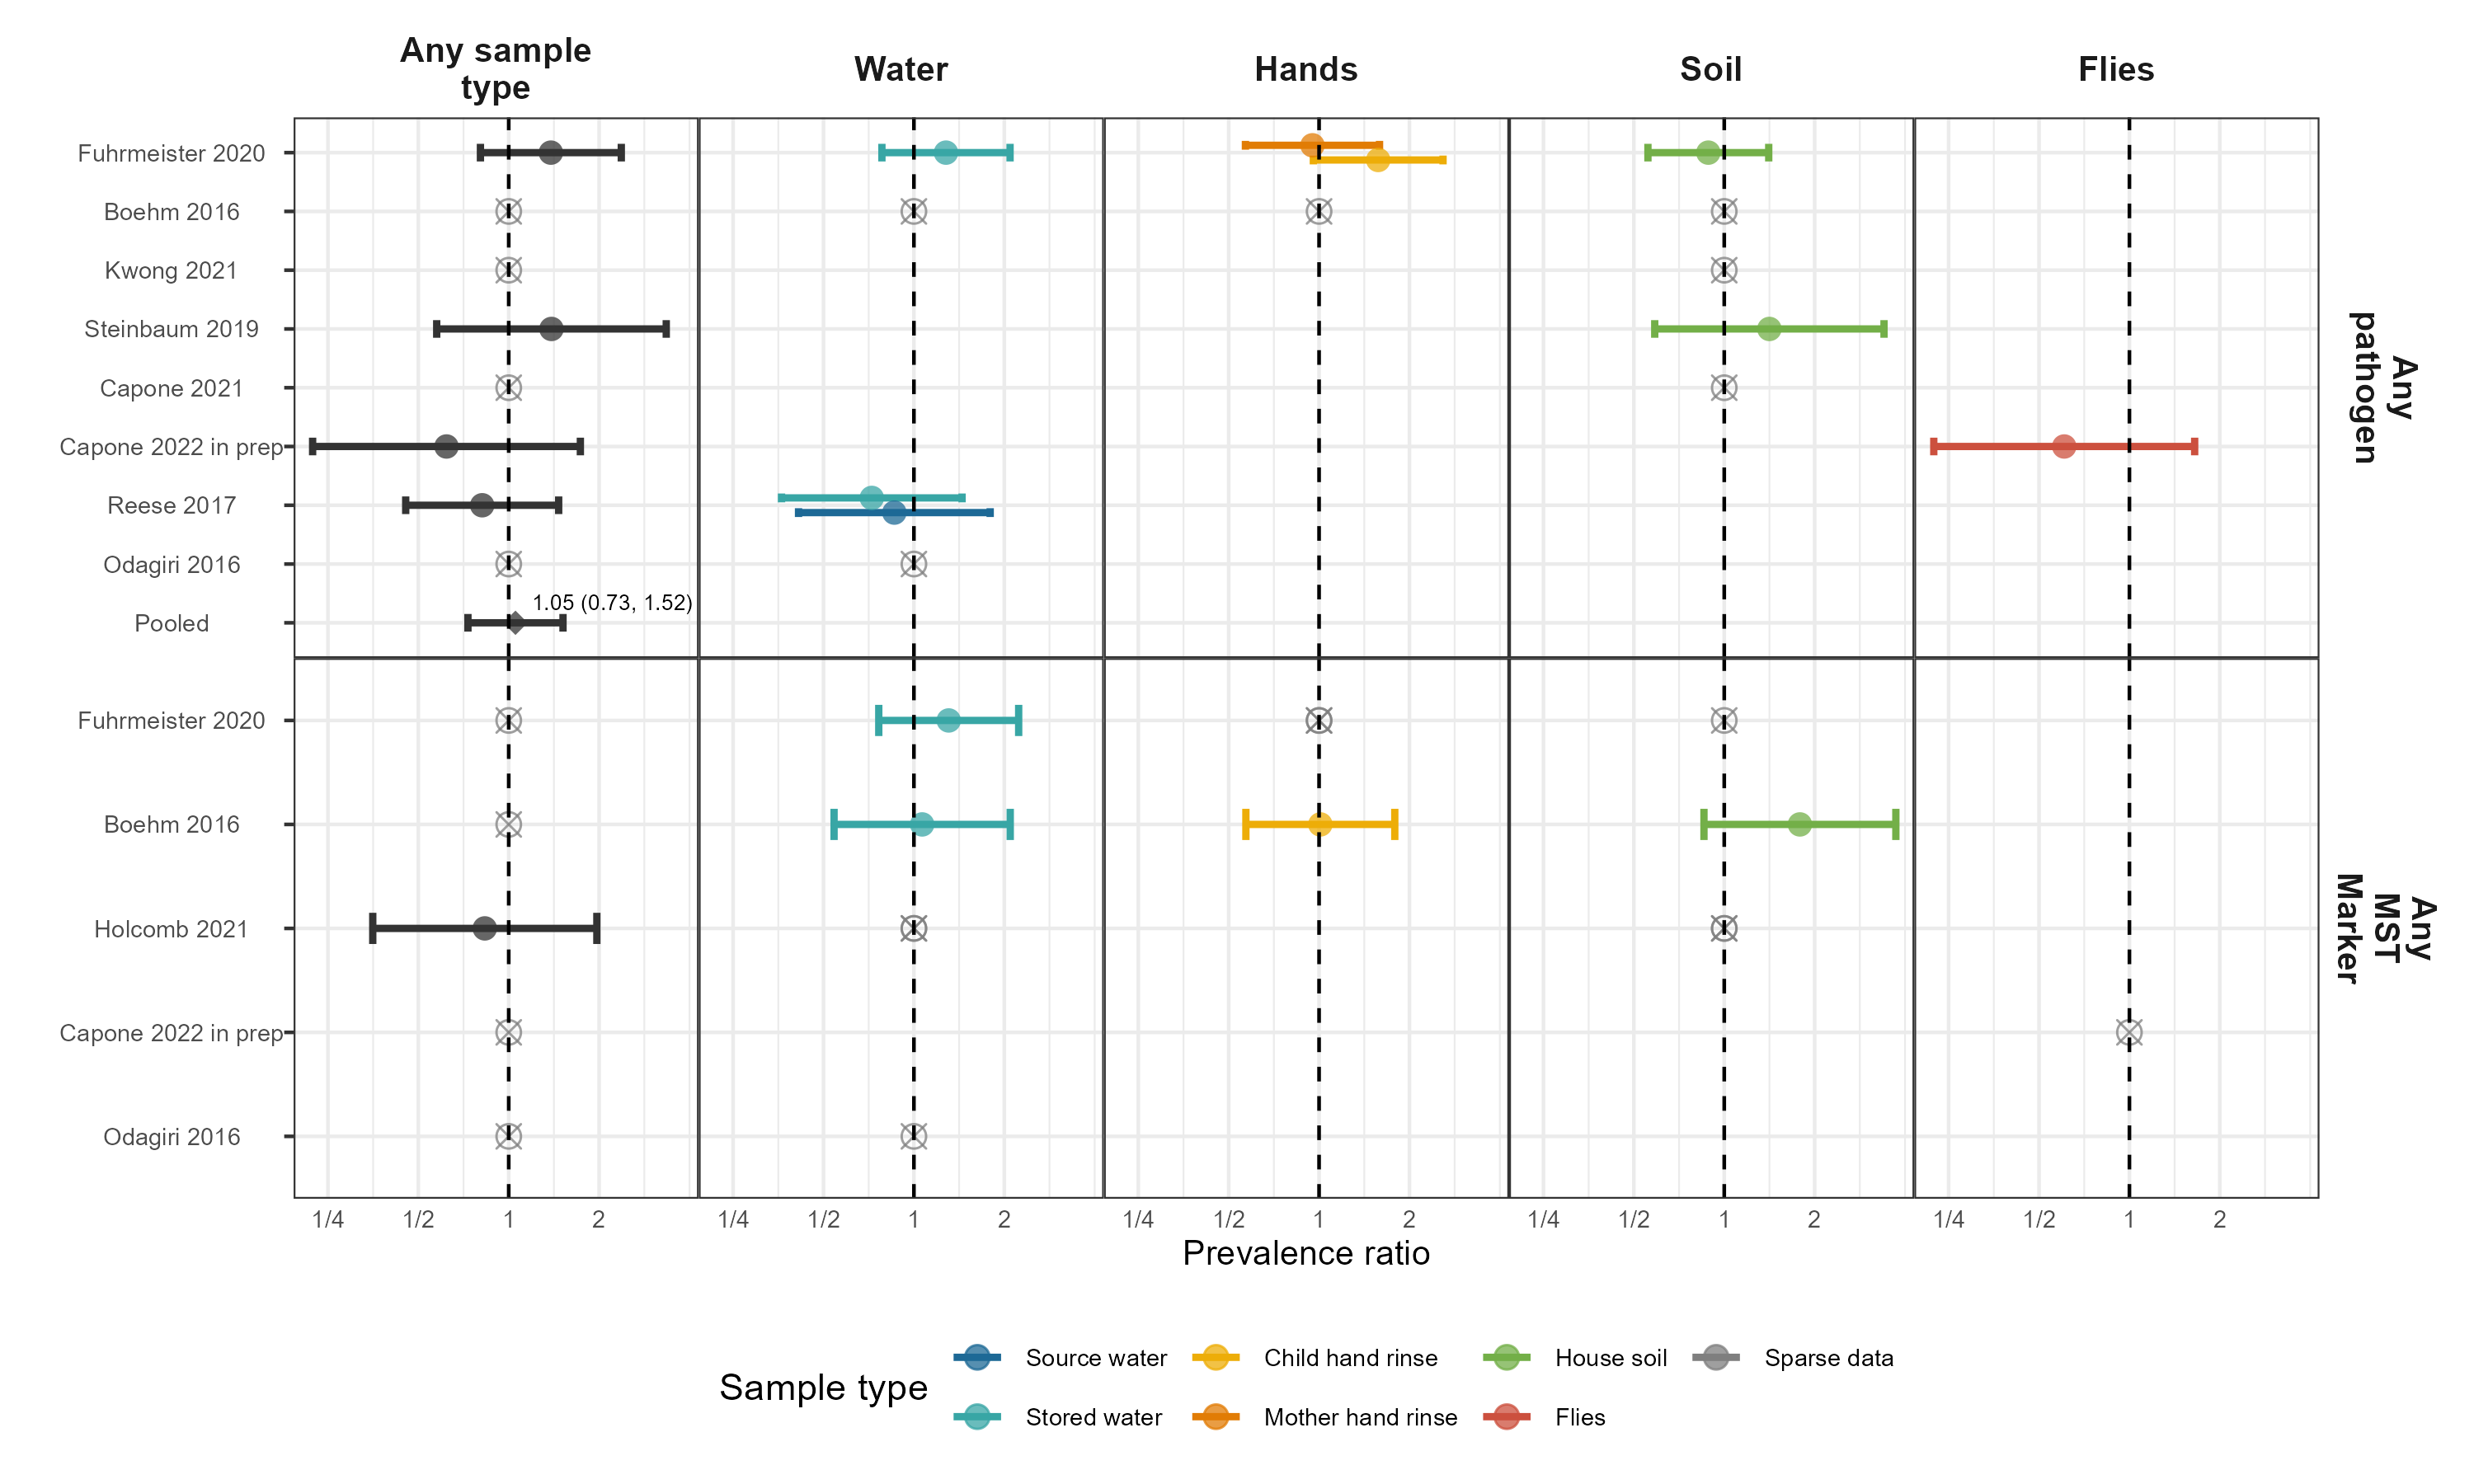 Any sample
type
Water
Hands
Soil
Flies
Fuhrmeister 2020
Boehm 2016
Kwong 2021
Steinbaum 2019
Capone 2021
Capone 2022 in prep
Reese 2017
Odagiri 2016
Pooled
1.05 (0.73, 1.52)
Any
pathogen
Fuhrmeister 2020
Boehm 2016
Holcomb 2021
Capone 2022 in prep
Odagiri 2016
Any
MST
Marker
1/4 1/2 1 2
1/4 1/2 1 2
1/4 1/2 1 2
1/4 1/2 1 2
1/4 1/2 1 2
Prevalence ratio
Sample type
Source water
Child hand rinse
House soil
Sparse data
Stored water
Mother hand rinse
Flies